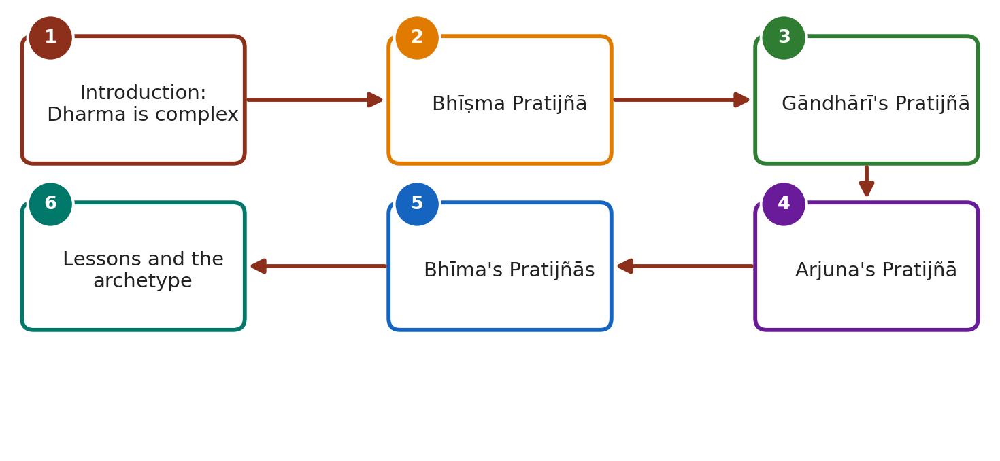 1
Introduction:
Dharma is complex
2
Bhīṣma Pratijñā
3
Gāndhārī's Pratijñā
4
Arjuna's Pratijñā
5
Bhīma's Pratijñās
6
Lessons and the
archetype